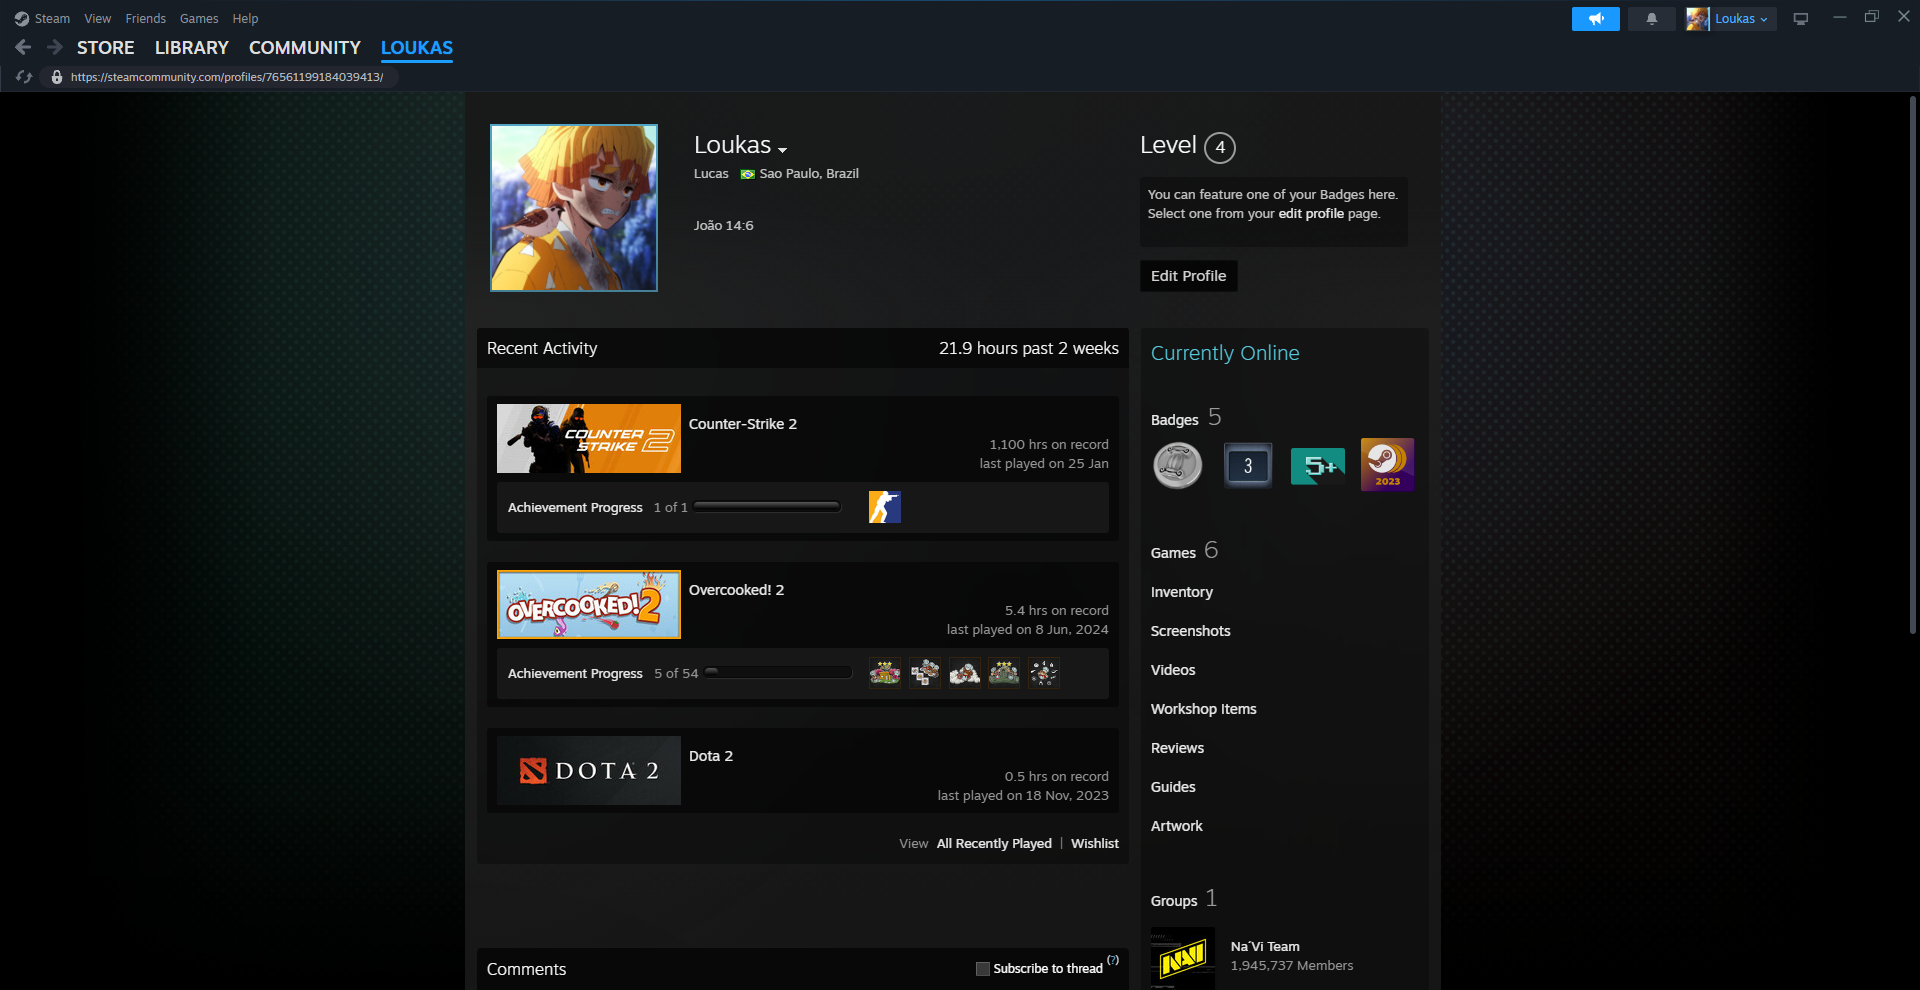 Steam View Friends Games Help
Loukas
STORE LIBRARY COMMUNITY LOUKAS
https://steamcommunity.com/profiles/76561199184039413/
Loukas
Lucas Sao Paulo, Brazil
João 14:6
Level 4
You can feature one of your Badges here.
Select one from your edit profile page.
Edit Profile
Recent Activity 21.9 hours past 2 weeks
COUNTER
STRIKE 2
Counter-Strike 2
1,100 hrs on record
last played on 25 Jan
Achievement Progress 1 of 1
OVERCOOKED! 2
Overcooked! 2
5.4 hrs on record
last played on 8 Jun, 2024
Achievement Progress 5 of 54
DOTA 2
Dota 2
0.5 hrs on record
last played on 18 Nov, 2023
View All Recently Played | Wishlist
Comments
Subscribe to thread (?)
Currently Online
Badges 5
3
5+
2023
Games 6
Inventory
Screenshots
Videos
Workshop Items
Reviews
Guides
Artwork
Groups 1
NAVI
Na´Vi Team
1,945,737 Members